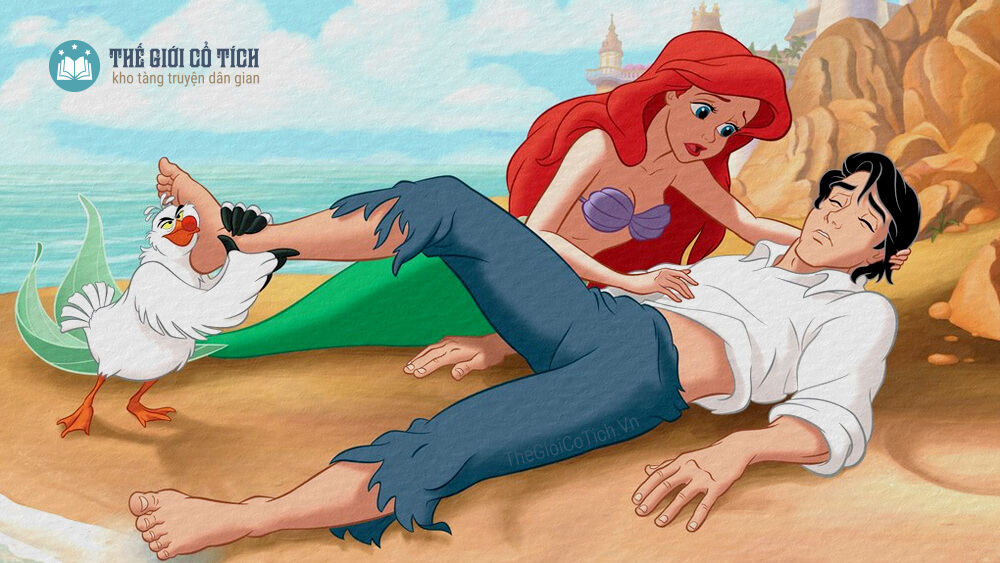 THẾ GIỚI CỔ TÍCH
kho tàng truyện dân gian
TheGioiCoTich.Vn